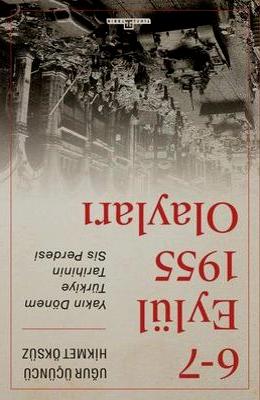 UĞUR ÜÇÜNCÜ
HİKMET ÖKSÜZ
6-7
Eylül
1955
Olayları
Yakın Dönem
Türkiye
Tarihinin
Sis Perdesi